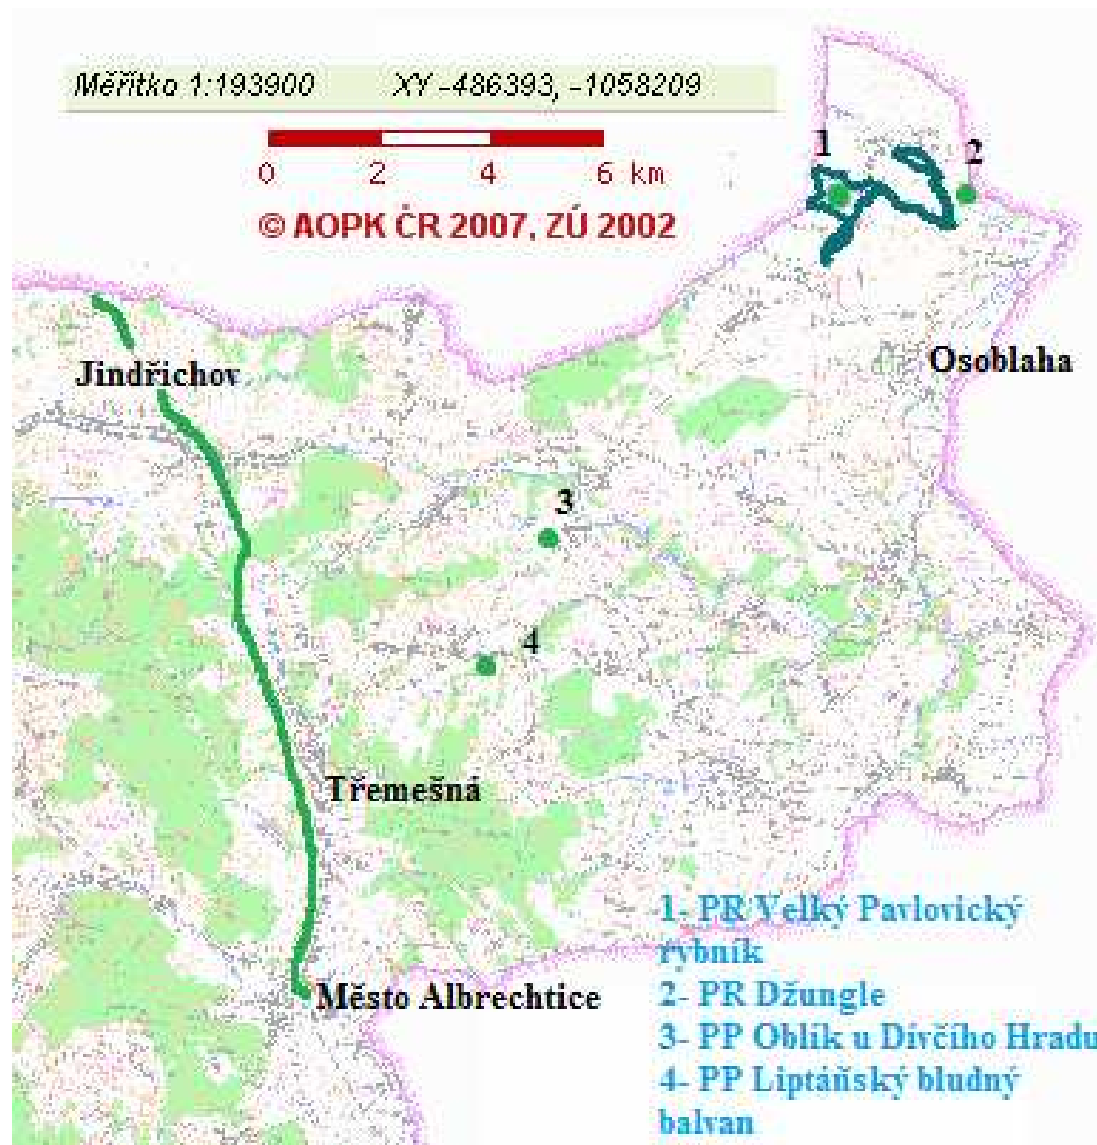 Měřítko 1:193900 XY -486393, -1058209
0 2 4 6 km
© AOPK ČR 2007, ZÚ 2002
1
2
Jindřichov
Osoblaha
3
4
Třemešná
Město Albrechtice
1- PR Velký Pavlovický
rybník
2- PR Džungle
3- PP Oblík u Dívčího Hradu
4- PP Liptáňský bludný
balvan